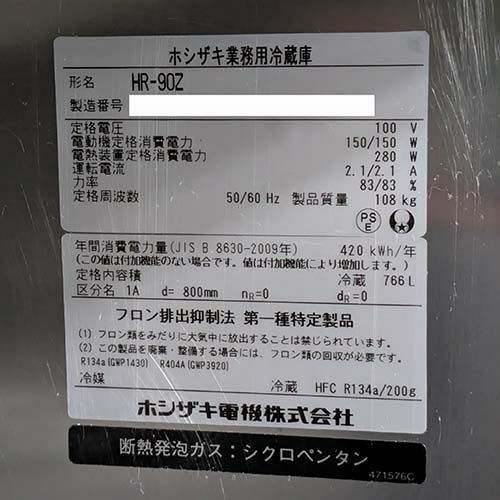 ホシザキ業務用冷蔵庫
形名 HR-90Z
製造番号
定格電圧 100 V
電動機定格消費電力 150/150 W
電熱装置定格消費電力 280 W
運転電流 2.1/2.1 A
力率 83/83 %
定格周波数 50/60 Hz 製品質量 108 kg
PS
E
年間消費電力量(JIS B 8630-2009年) 420 kWh/年
(この値は付加機能のない場合です。値は付加機能により増加します。)
定格内容積 冷蔵 766 L
区分名 1A d= 800mm nR=0 dR=0
フロン排出抑制法 第一種特定製品
(1) フロン類をみだりに大気中に放出することは禁じられています。
(2) この製品を廃棄・整備する場合には、フロン類の回収が必要です。
R134a(GWP1430) R404A(GWP3920)
冷媒 冷蔵 HFC R134a/200g
ホシザキ電機株式会社
断熱発泡ガス：シクロペンタン
471576C